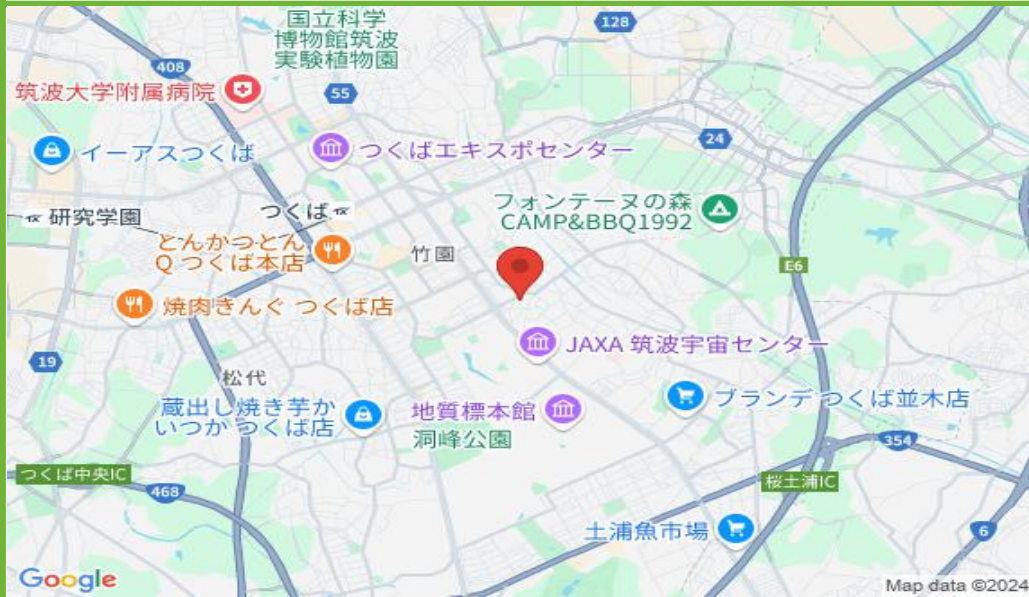 国立科学
博物館筑波
実験植物園
128
408
筑波大学附属病院
55
24
イーアスつくば
つくばエキスポセンター
フォンテーヌの森
CAMP&BBQ1992
研究学園
つくば
とんかつとん
Q つくば本店
竹園
E6
焼肉きんぐ つくば店
JAXA 筑波宇宙センター
19
松代
蔵出し焼き芋か
いつか つくば店
地質標本館
洞峰公園
ブランデ つくば並木店
354
つくば中央IC
468
桜土浦IC
土浦魚市場
6
Google
Map data ©2024